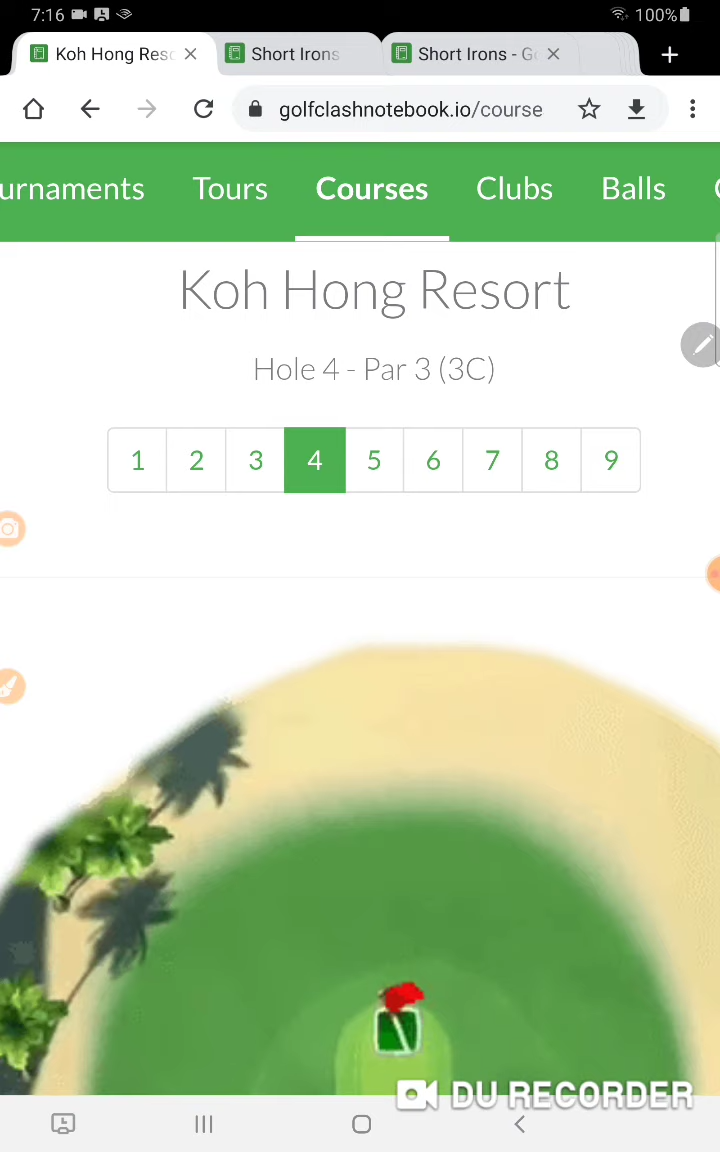 7:16 100%
Koh Hong Reso Short Irons Short Irons - Go
golfclashnotebook.io/course
urnaments Tours Courses Clubs Balls
Koh Hong Resort
Hole 4 - Par 3 (3C)
1 2 3 4 5 6 7 8 9
DU RECORDER